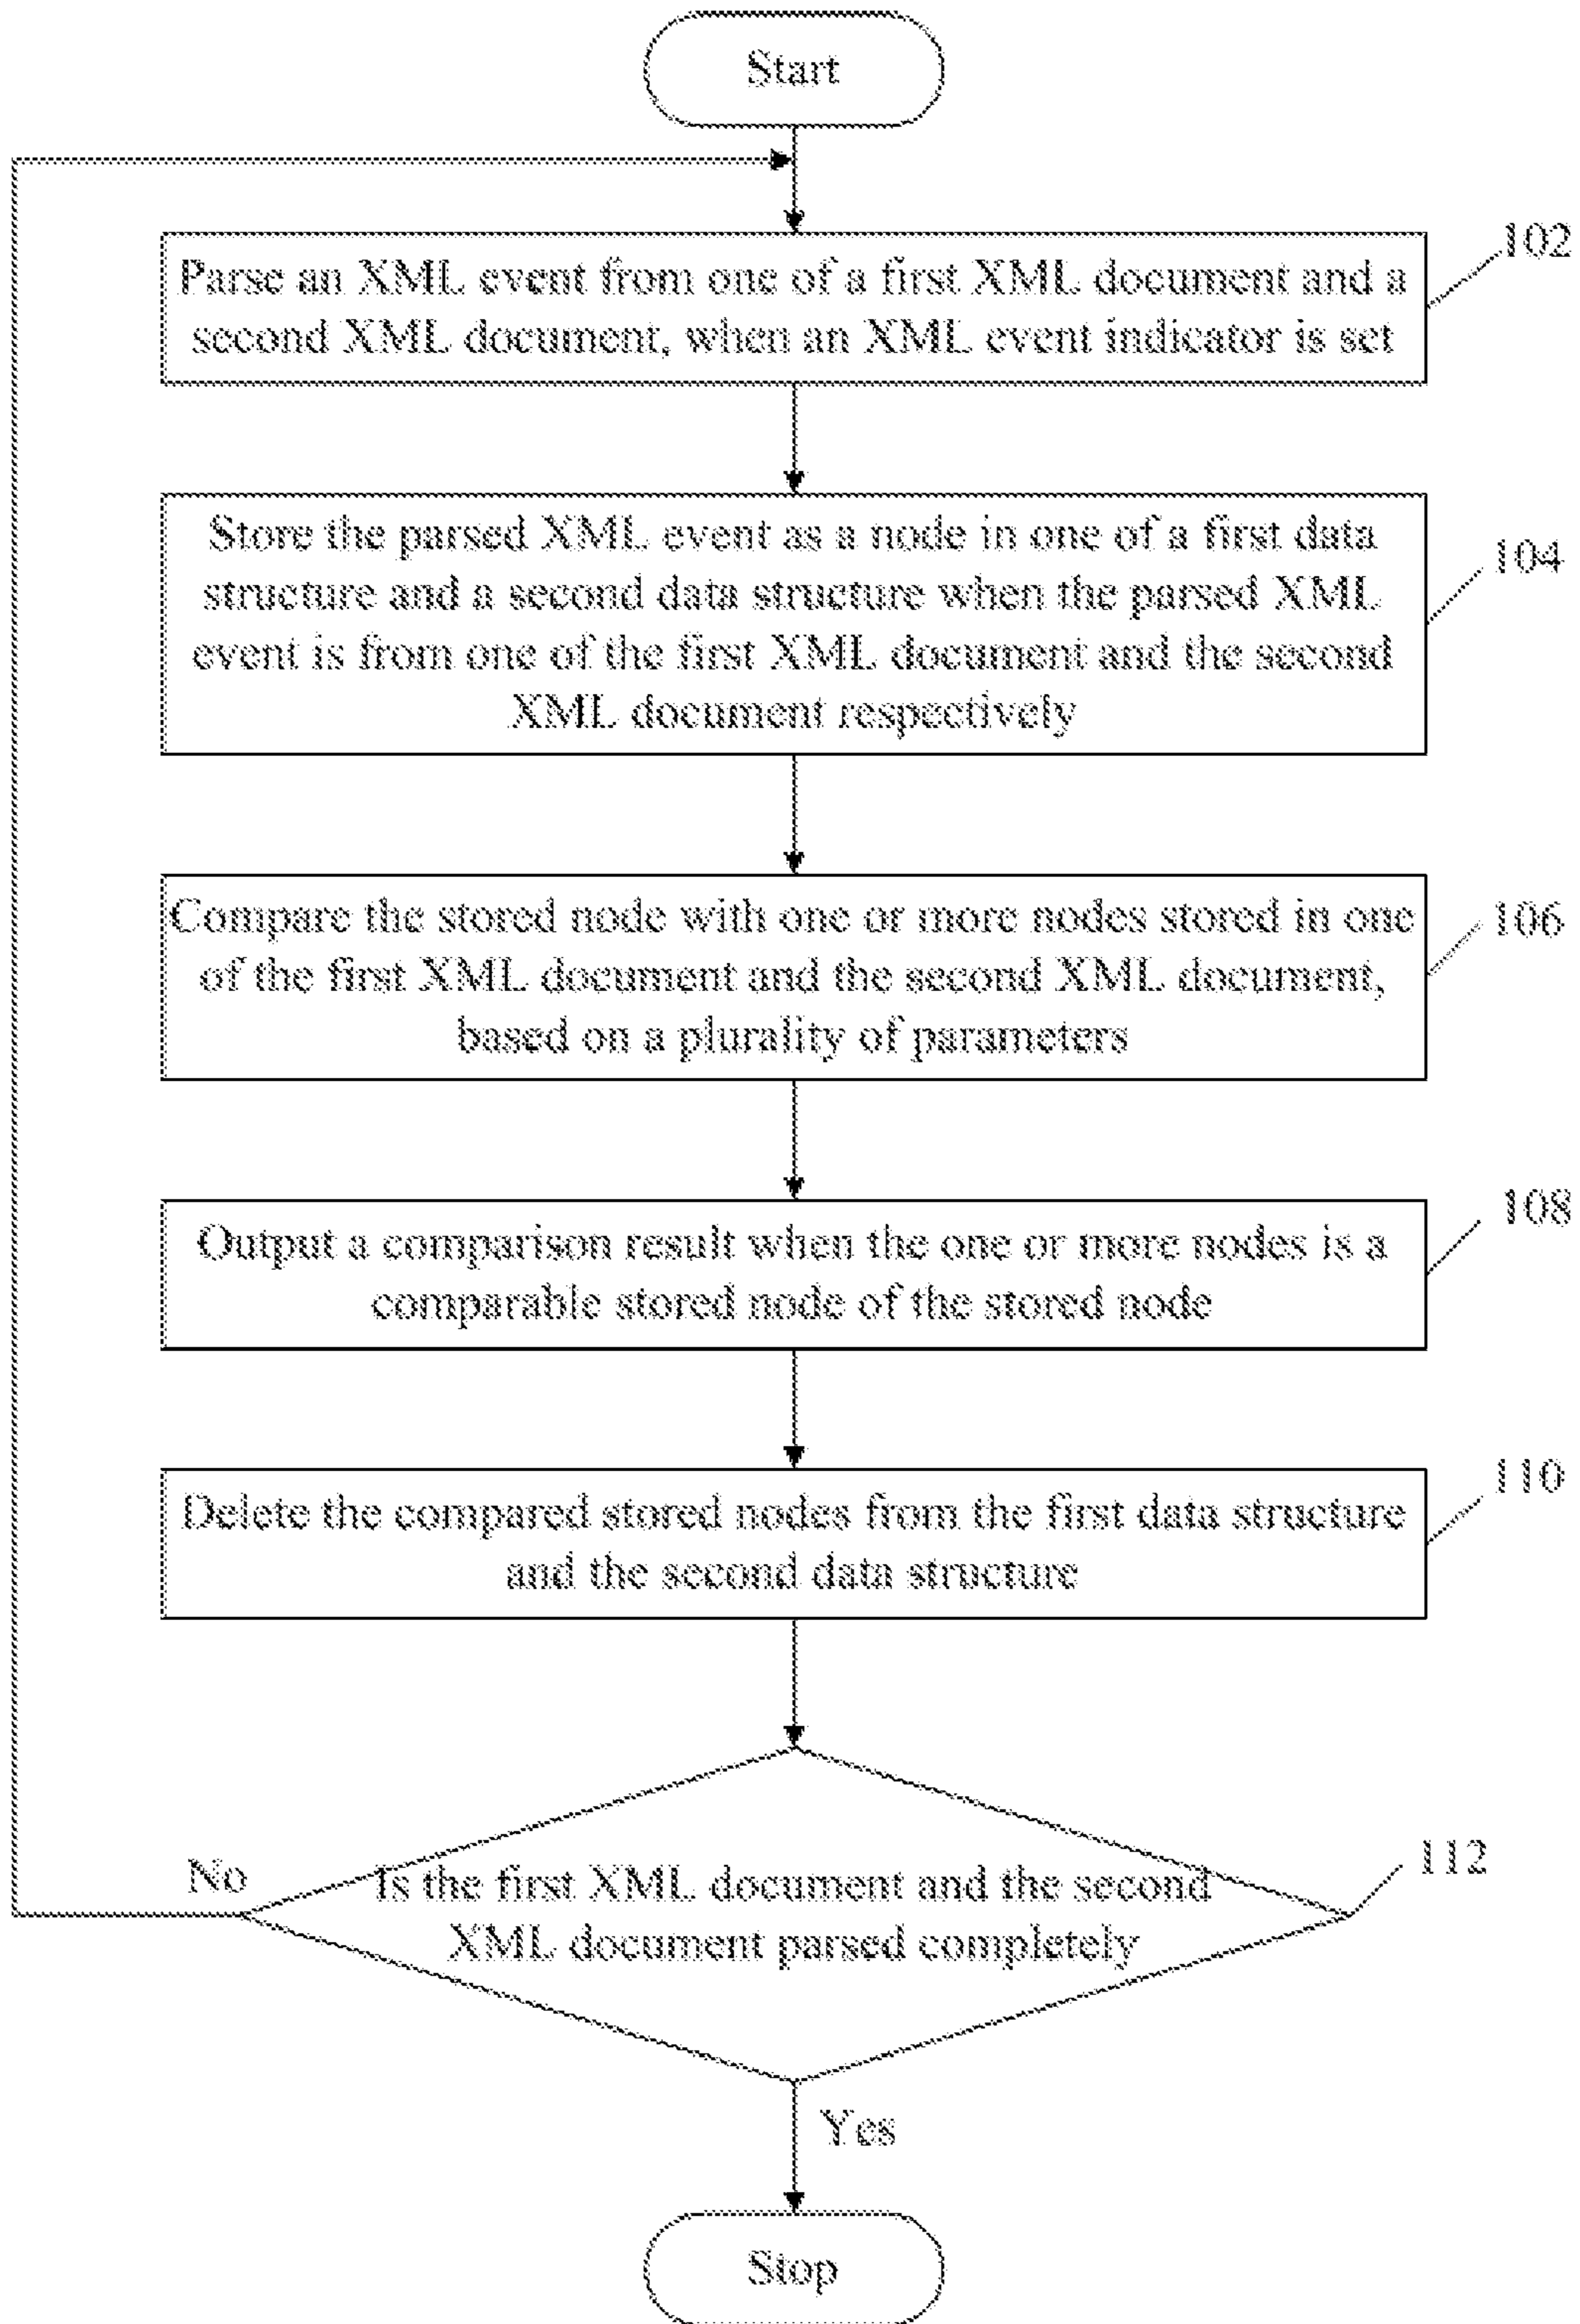 Start
102
Parse an XML event from one of a first XML document and a
second XML document, when an XML event indicator is set
Store the parsed XML event as a node in one of a first data
structure and a second data structure when the parsed XML
event is from one of the first XML document and the second
XML document respectively
104
Compare the stored node with one or more nodes stored in one
of the first XML document and the second XML document,
based on a plurality of parameters
106
Output a comparison result when the one or more nodes is a
comparable stored node of the stored node
108
Delete the compared stored nodes from the first data structure
and the second data structure
110
No
Is the first XML document and the second
XML document parsed completely
112
Yes
Stop